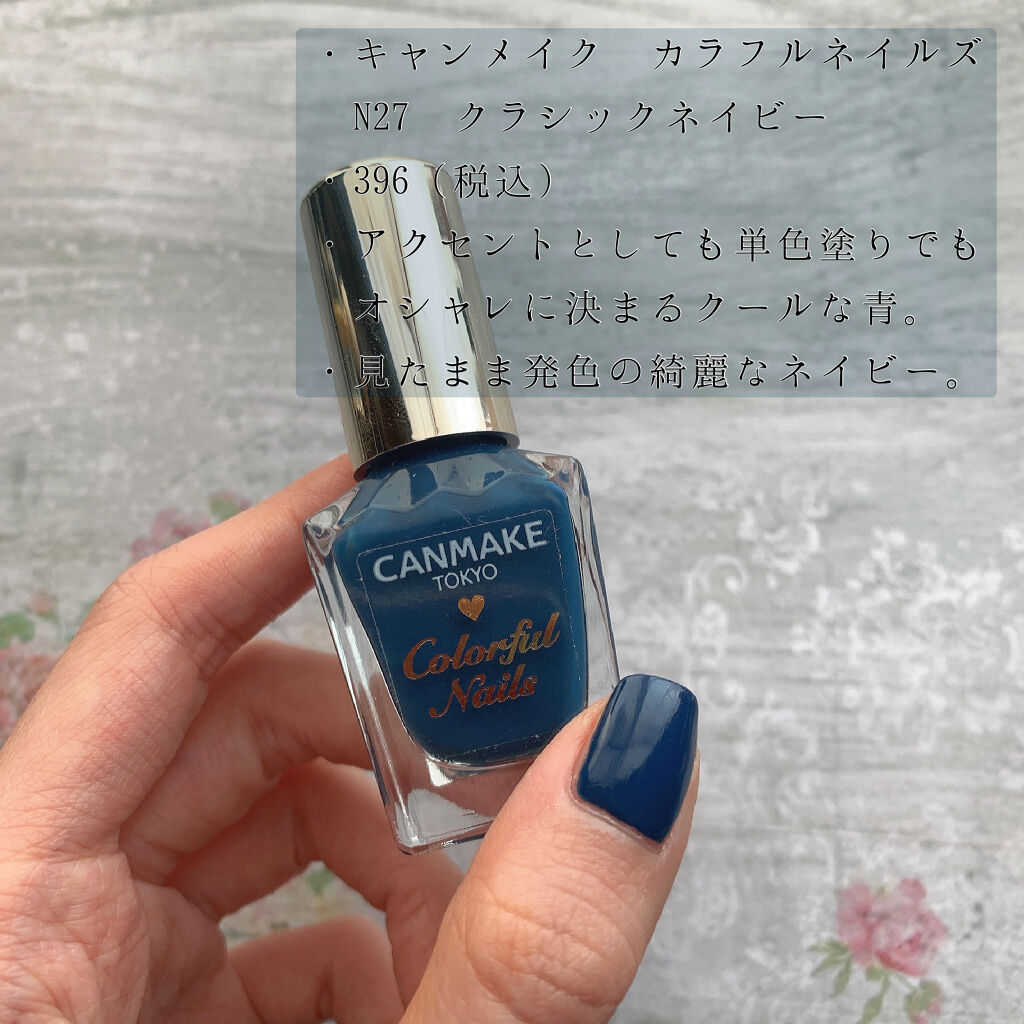 ・キャンメイク　カラフルネイルズ
N27　クラシックネイビー
・396（税込）
・アクセントとしても単色塗りでも
オシャレに決まるクールな青。
・見たまま発色の綺麗なネイビー。
CANMAKE
TOKYO
Colorful
Nails